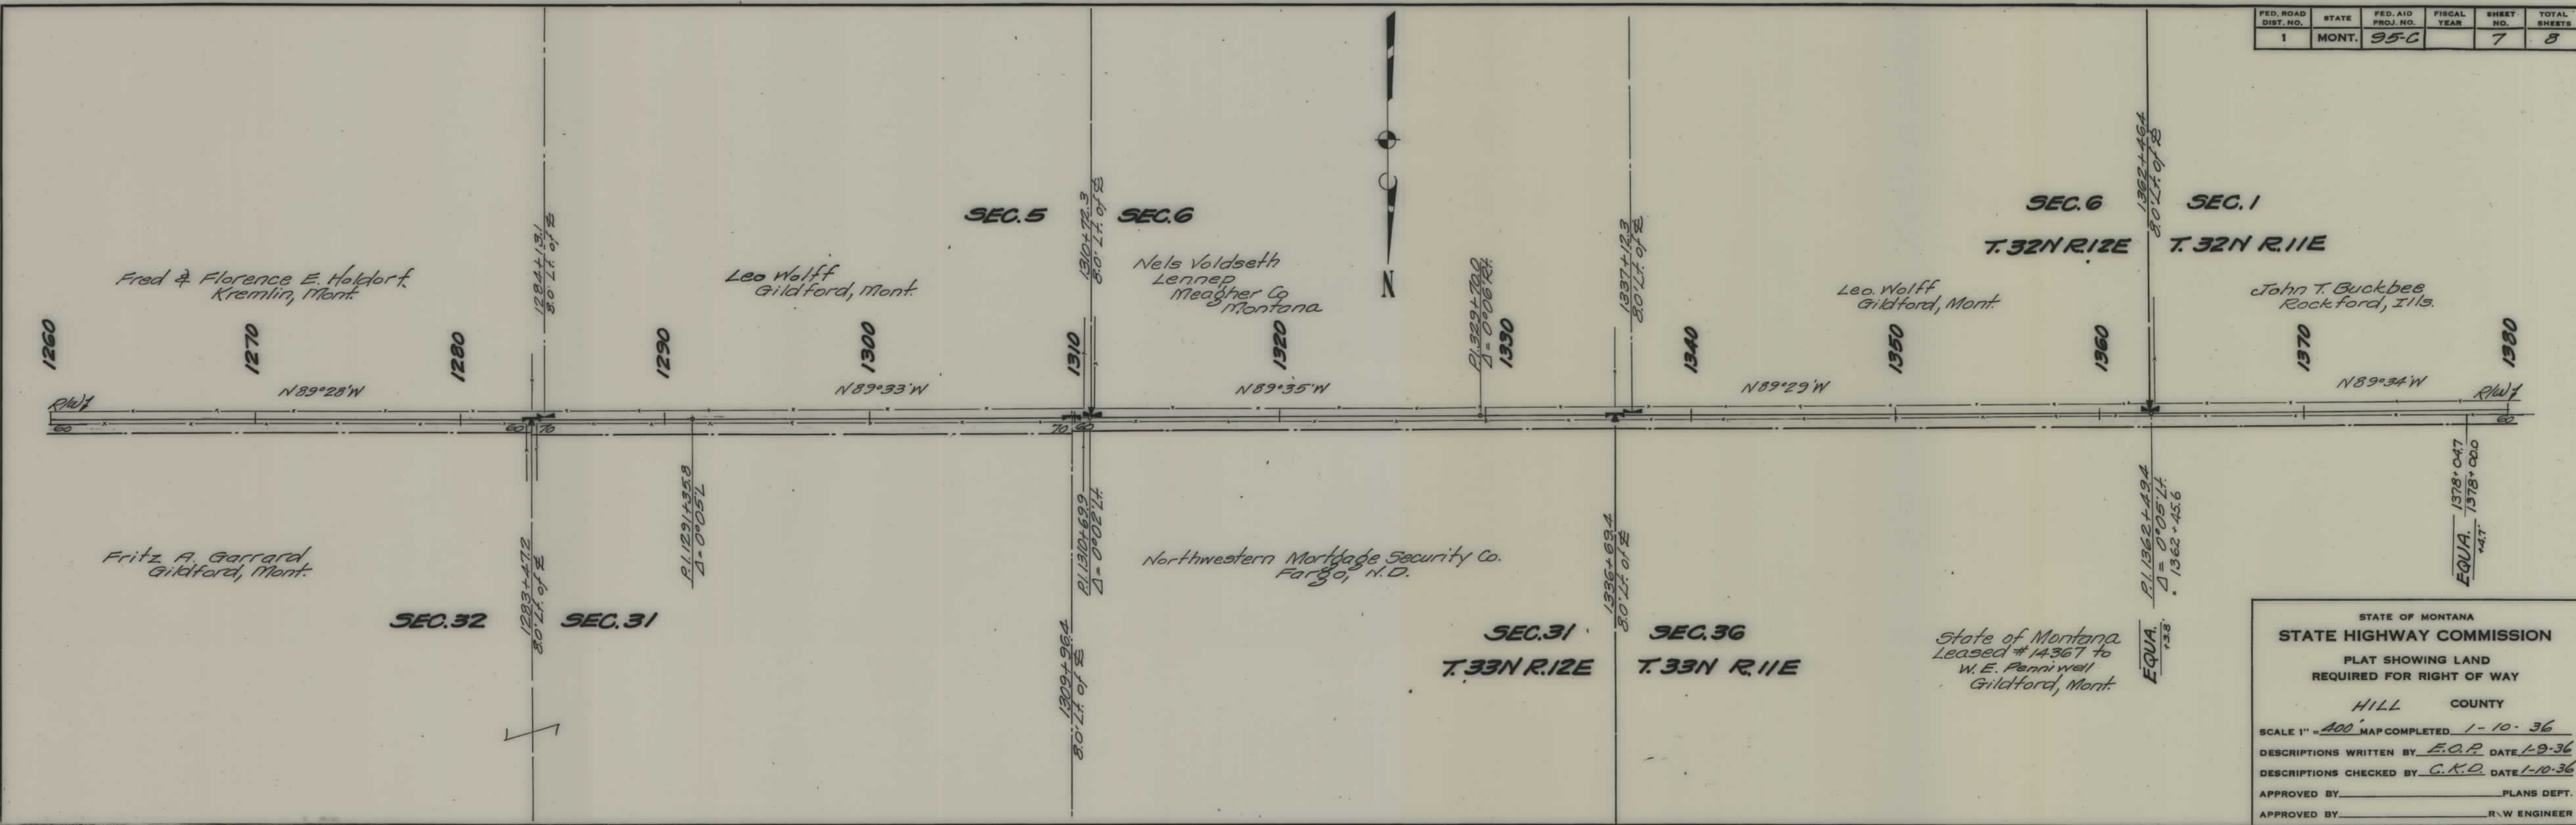 FED. ROAD DIST. NO. STATE FED. AID PROJ. NO. FISCAL YEAR SHEET NO. TOTAL SHEETS
1 MONT. 95-C 7 8
SEC. 5 SEC. 6
SEC. 6 SEC. 1
T. 32N R. 12E T. 32N R. 11E
1284+13.1
8.0' Lt. of ℄
1310+72.3
8.0' Lt. of ℄
1337+12.3
8.0' Lt. of ℄
1362+46.4
8.0' Lt. of ℄
Fred & Florence E. Holdorf
Kremlin, Mont.
Leo Wolff
Gildford, Mont.
Nels Voldseth
Lennep
Meagher Co
Montana
N
P.I. 1329+70.0
Δ = 0°06' Rt.
Leo. Wolff
Gildford, Mont.
John T. Buckbee
Rockford, Ills.
1260 1270 1280 1290 1300 1310 1320 1330 1340 1350 1360 1370 1380
N 89°28' W N 89°33' W N 89°35' W N 89°29' W N 89°34' W
R/W R/W
60 60 70 70 60 60
1283+47.2
8.0' Lt. of ℄
P.I. 1291+35.8
Δ = 0°05' L
P.I. 1310+69.9
Δ = 0°02' Lt.
1309+96.4
8.0' Lt. of ℄
1336+69.4
8.0' Lt. of ℄
EQUA. P.I. 1362+49.4
Δ = 0°05' Lt.
1362+45.6
+3.8'
EQUA. 1378+04.7
1378+00.0
+4.7'
Fritz A. Garrard
Gildford, Mont.
Northwestern Mortgage Security Co.
Fargo, N.D.
SEC. 32 SEC. 31
SEC. 31 SEC. 36
T. 33N R. 12E T. 33N R. 11E
State of Montana
Leased # 14367 to
W. E. Penniwell
Gildford, Mont.
STATE OF MONTANA
STATE HIGHWAY COMMISSION
PLAT SHOWING LAND
REQUIRED FOR RIGHT OF WAY
HILL COUNTY
SCALE 1" = 400' MAP COMPLETED 1-10-36
DESCRIPTIONS WRITTEN BY E.O.P. DATE 1-9-36
DESCRIPTIONS CHECKED BY C.K.D. DATE 1-10-36
APPROVED BY PLANS DEPT.
APPROVED BY R\W ENGINEER